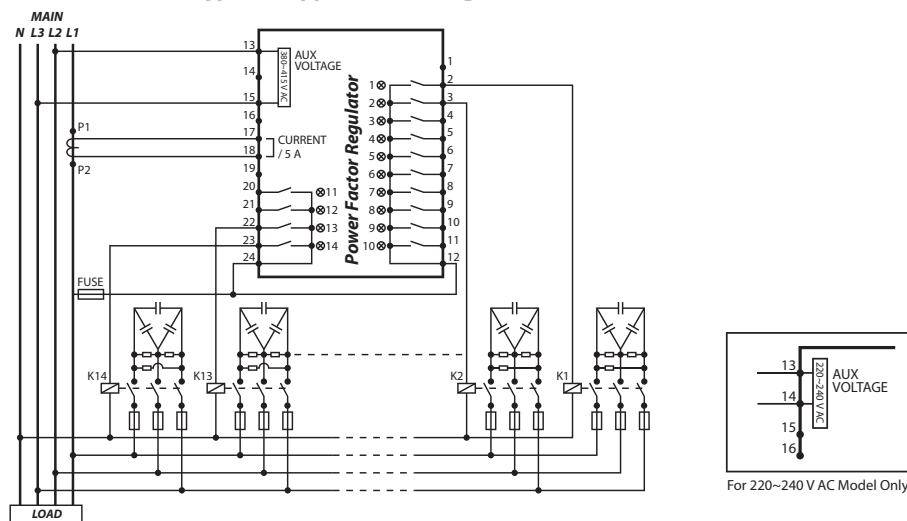 MAIN
N L3 L2 L1
P1
P2
13
14
15
16
17
18
19
20
21
22
23
24
AUX
VOLTAGE
380~415 V AC
CURRENT
/ 5 A
11
12
13
14
Power Factor Regulator
1
2
3
4
5
6
7
8
9
10
1
2
3
4
5
6
7
8
9
10
11
12
FUSE
K14
K13
K2
K1
LOAD
13
14
15
16
220~240 V AC
AUX
VOLTAGE
For 220~240 V AC Model Only